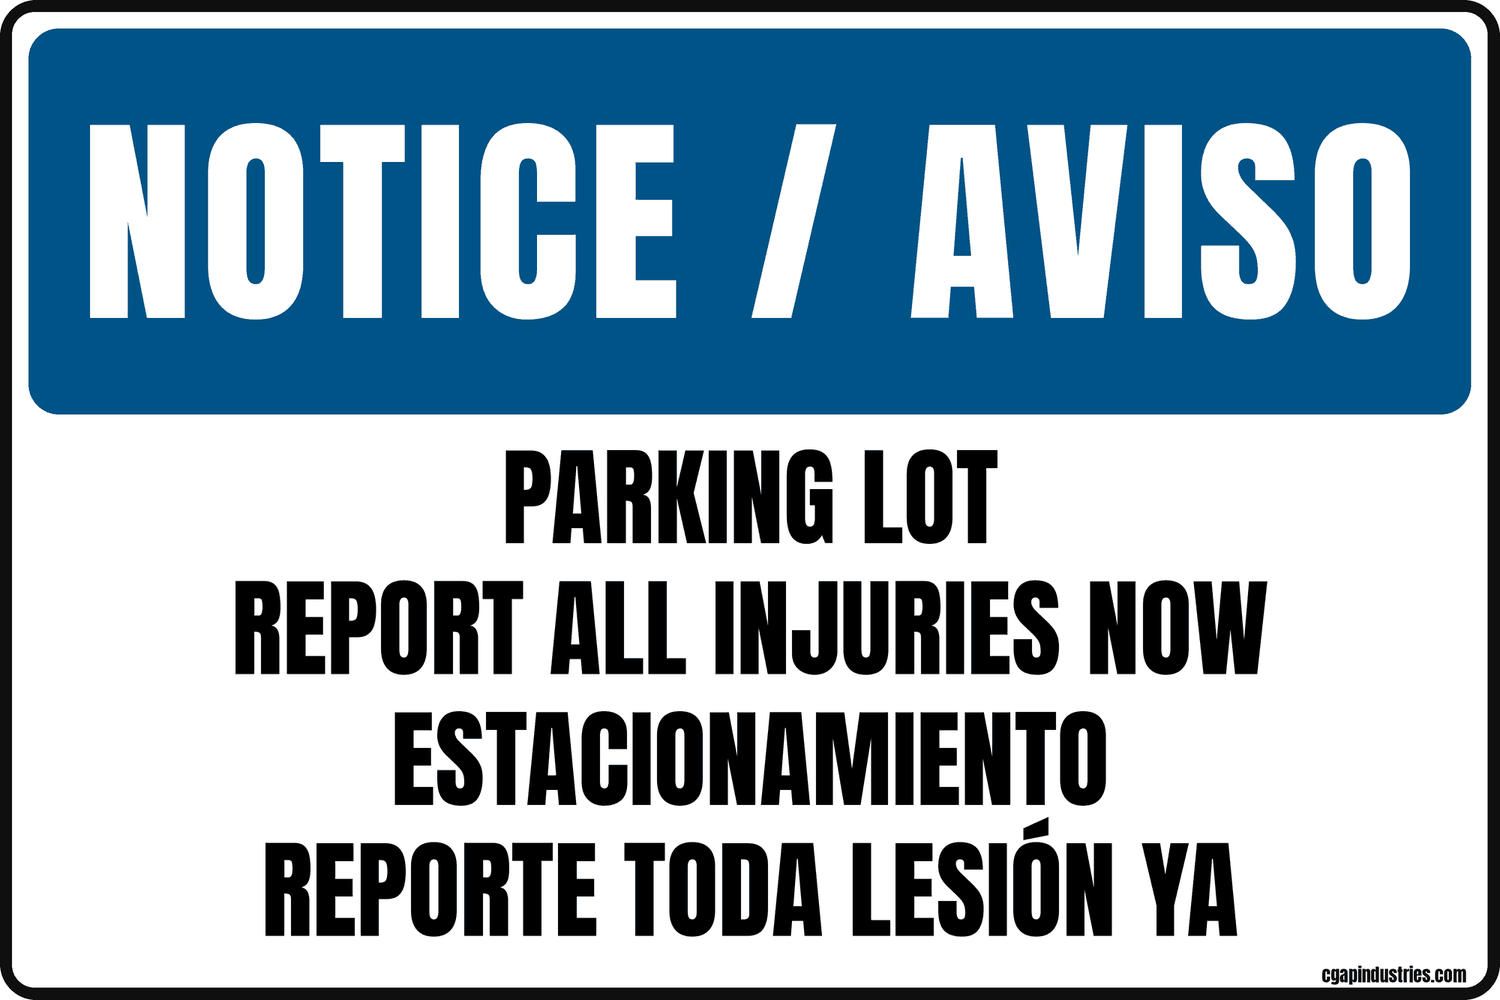 NOTICE / AVISO
PARKING LOT
REPORT ALL INJURIES NOW
ESTACIONAMIENTO
REPORTE TODA LESIÓN YA
cgapindustries.com